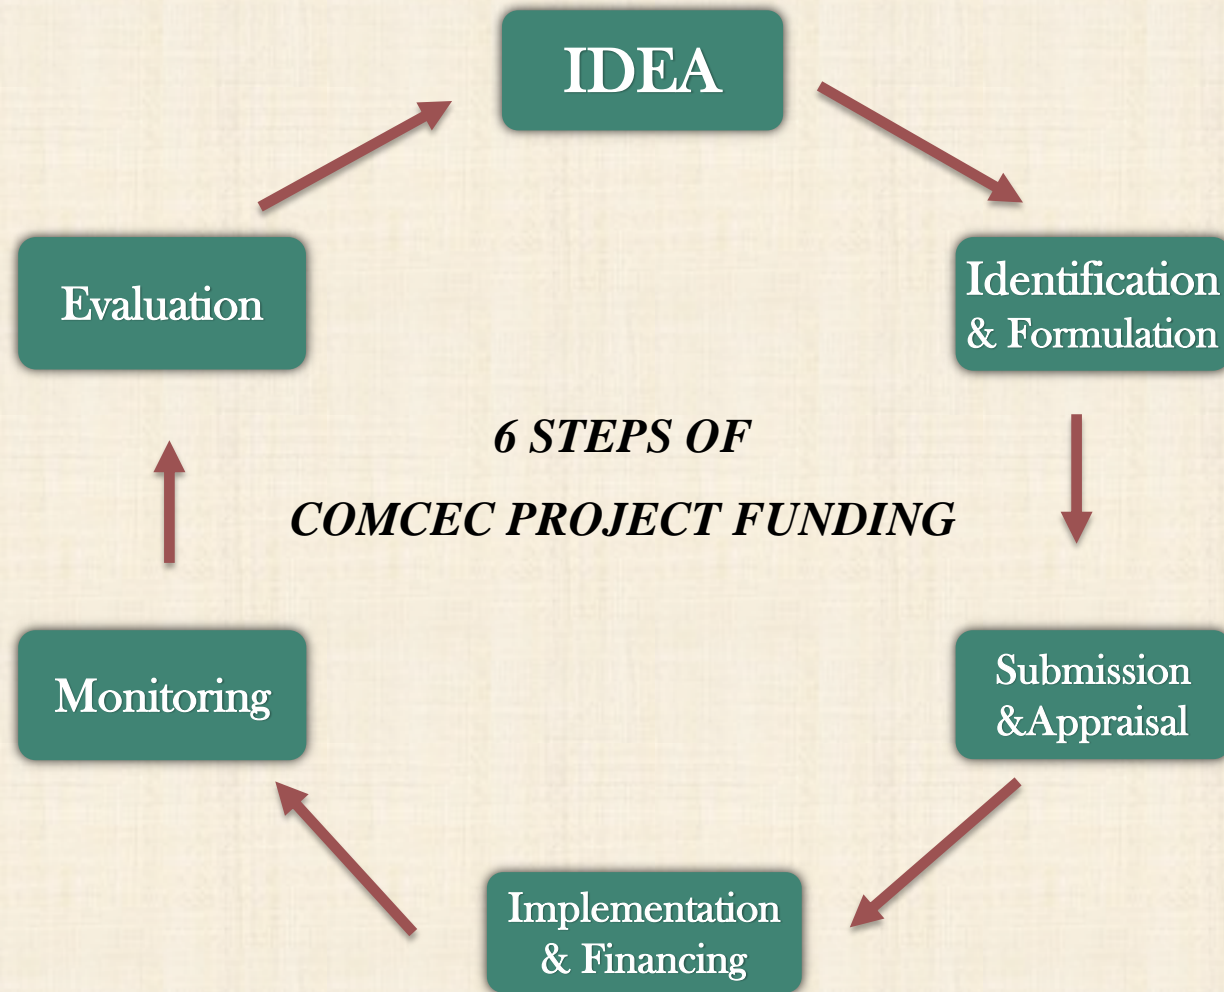 IDEA
Identification
& Formulation
Submission
&Appraisal
Implementation
& Financing
Monitoring
Evaluation
6 STEPS OF
COMCEC PROJECT FUNDING